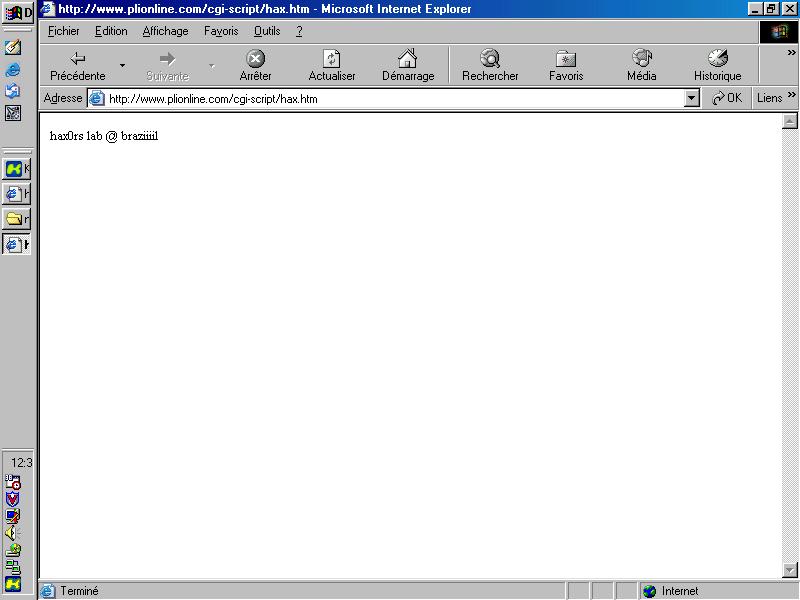 http://www.plionline.com/cgi-script/hax.htm - Microsoft Internet Explorer
Fichier Edition Affichage Favoris Outils ?
Précédente Suivante Arrêter Actualiser Démarrage Rechercher Favoris Média Historique »
Adresse http://www.plionline.com/cgi-script/hax.htm OK Liens »
hax0rs lab @ braziiiil
12:3
Terminé Internet